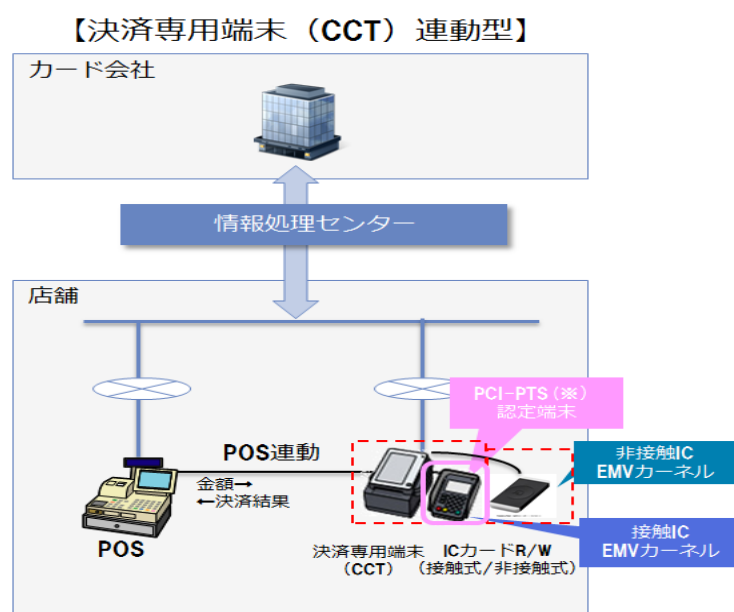 【決済専用端末（CCT）連動型】
カード会社
情報処理センター
店舗
PCI-PTS（※）
認定端末
POS連動
非接触IC
EMVカーネル
金額→
←決済結果
接触IC
EMVカーネル
POS
決済専用端末
（CCT）
ICカードR/W
（接触式/非接触式）